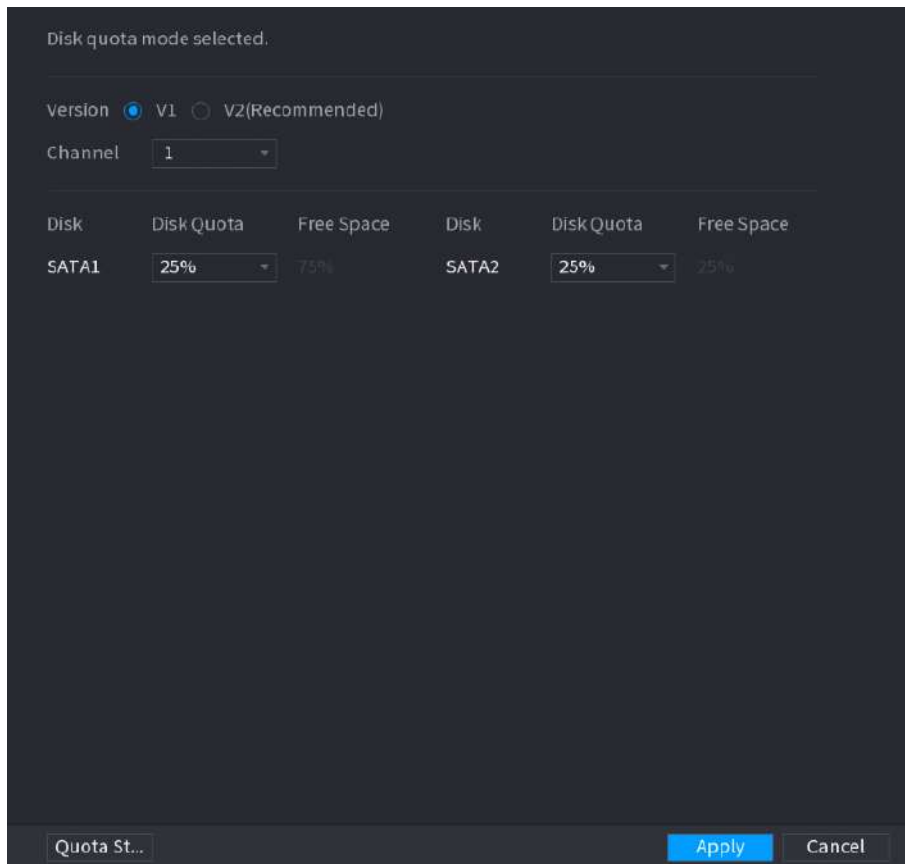 Disk quota mode selected.
Version V1 V2(Recommended)
Channel 1
Disk Disk Quota Free Space Disk Disk Quota Free Space
SATA1 25% 75% SATA2 25% 25%
Quota St... Apply Cancel